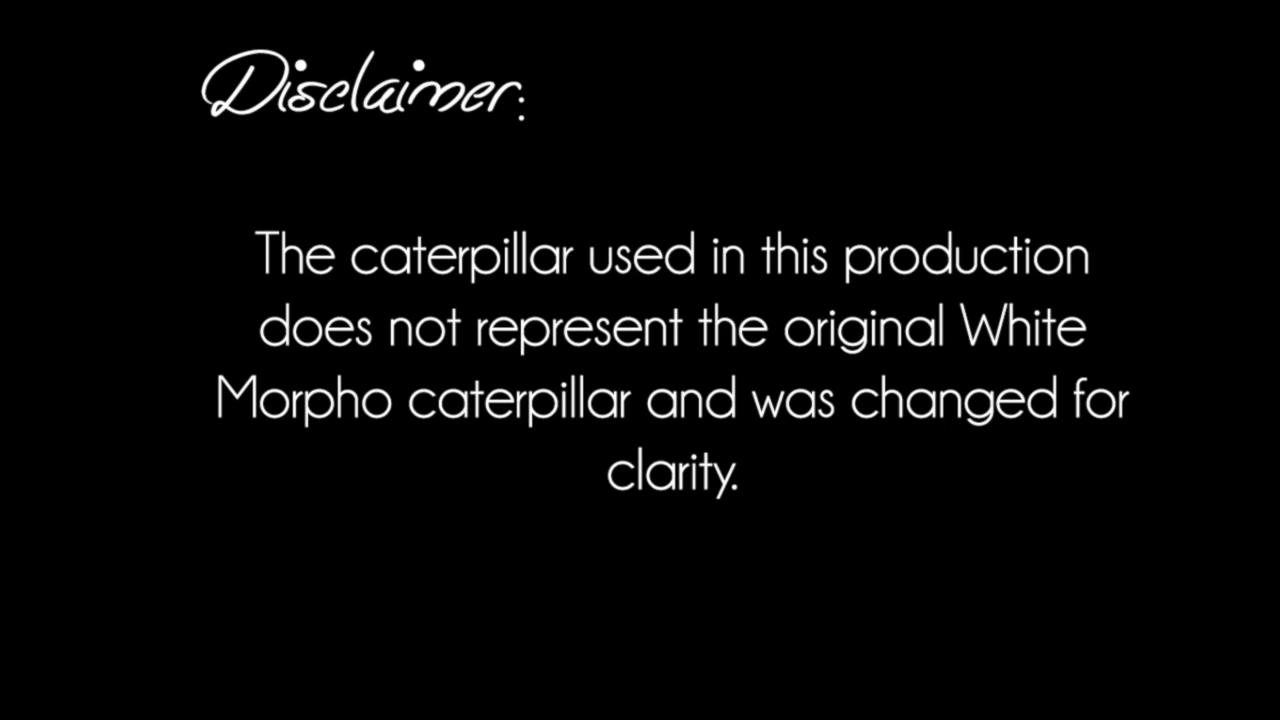 Disclaimer:
The caterpillar used in this production
does not represent the original White
Morpho caterpillar and was changed for
clarity.